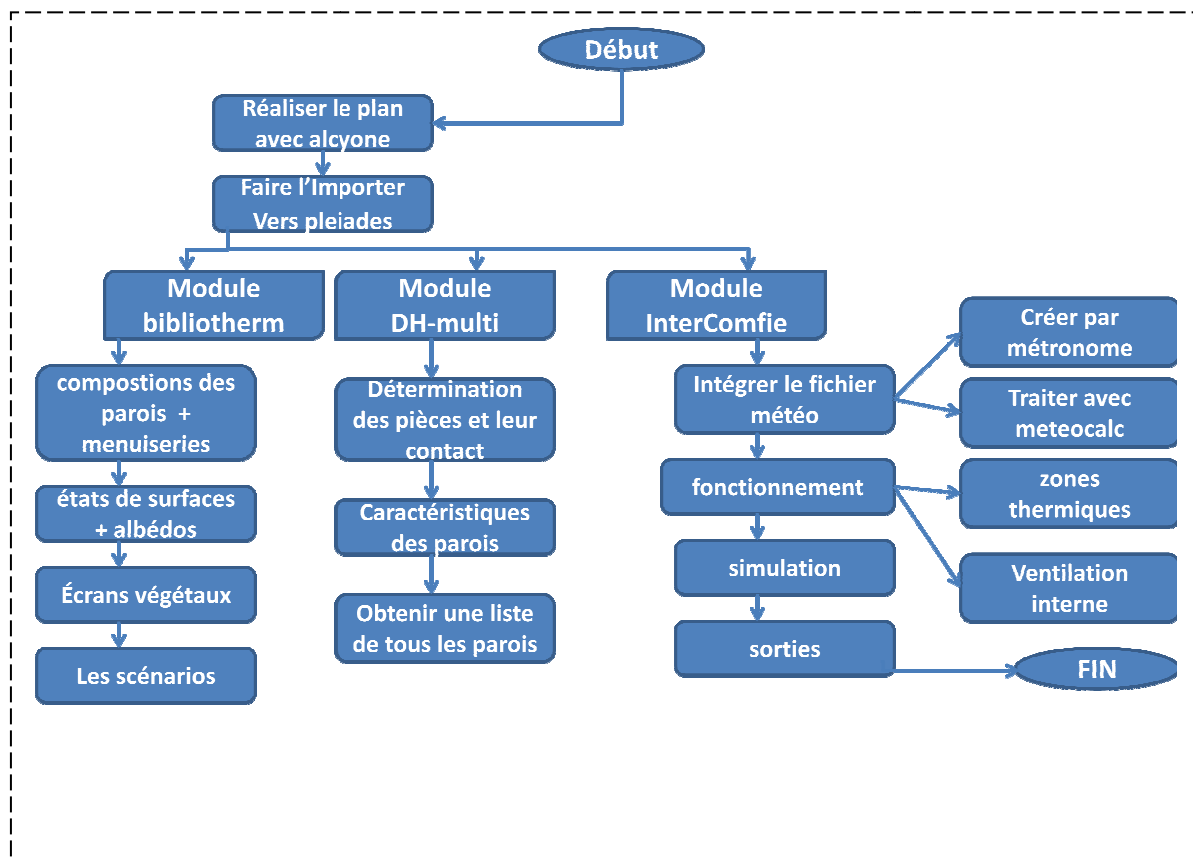 Début
Réaliser le plan
avec alcyone
Faire l’Importer
Vers pleiades
Module
bibliotherm
compostions des
parois +
menuiseries
états de surfaces
+ albédos
Écrans végétaux
Les scénarios
Module
DH-multi
Détermination
des pièces et leur
contact
Caractéristiques
des parois
Obtenir une liste
de tous les parois
Module
InterComfie
Intégrer le fichier
météo
Créer par
métronome
Traiter avec
meteocalc
fonctionnement
zones
thermiques
Ventilation
interne
simulation
sorties
FIN